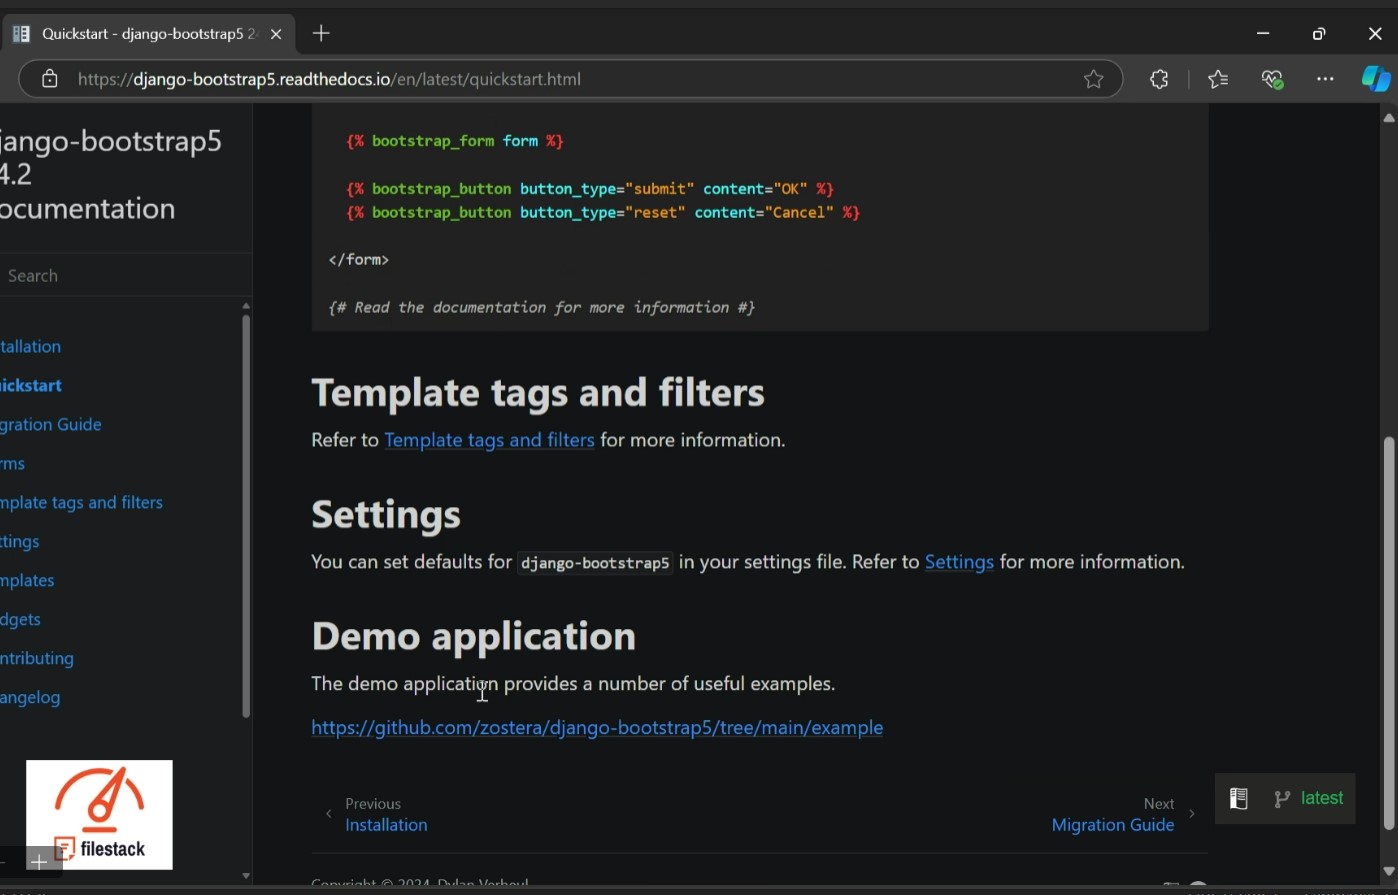 Quickstart - django-bootstrap5 2
https://django-bootstrap5.readthedocs.io/en/latest/quickstart.html
jango-bootstrap5
4.2
ocumentation
Search
tallation
ickstart
gration Guide
rms
mplate tags and filters
ttings
mplates
dgets
ntributing
angelog
filestack
{% bootstrap_form form %}
{% bootstrap_button button_type="submit" content="OK" %}
{% bootstrap_button button_type="reset" content="Cancel" %}
</form>
{# Read the documentation for more information #}
Template tags and filters
Refer to Template tags and filters for more information.
Settings
You can set defaults for django-bootstrap5 in your settings file. Refer to Settings for more information.
Demo application
The demo application provides a number of useful examples.
https://github.com/zostera/django-bootstrap5/tree/main/example
Previous
Installation
Next
Migration Guide
latest
Copyright © 2024, Dylan Verheul